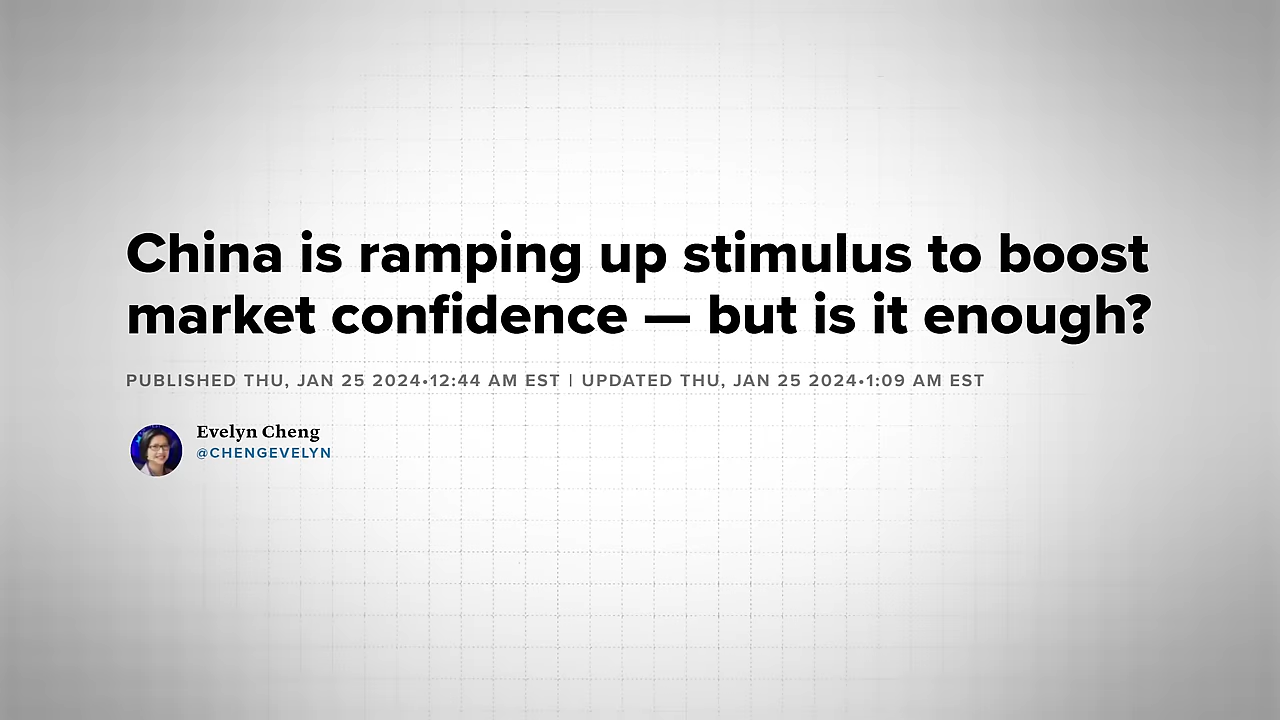 China is ramping up stimulus to boost
market confidence — but is it enough?
PUBLISHED THU, JAN 25 2024•12:44 AM EST | UPDATED THU, JAN 25 2024•1:09 AM EST
Evelyn Cheng
@CHENGEVELYN